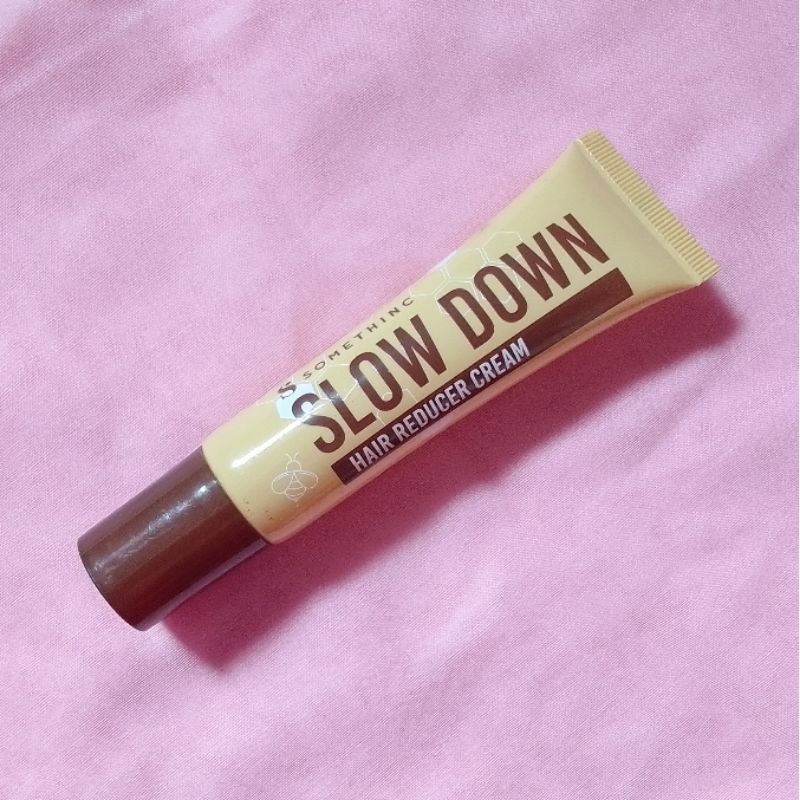 S SOMETHINC
SLOW DOWN
HAIR REDUCER CREAM